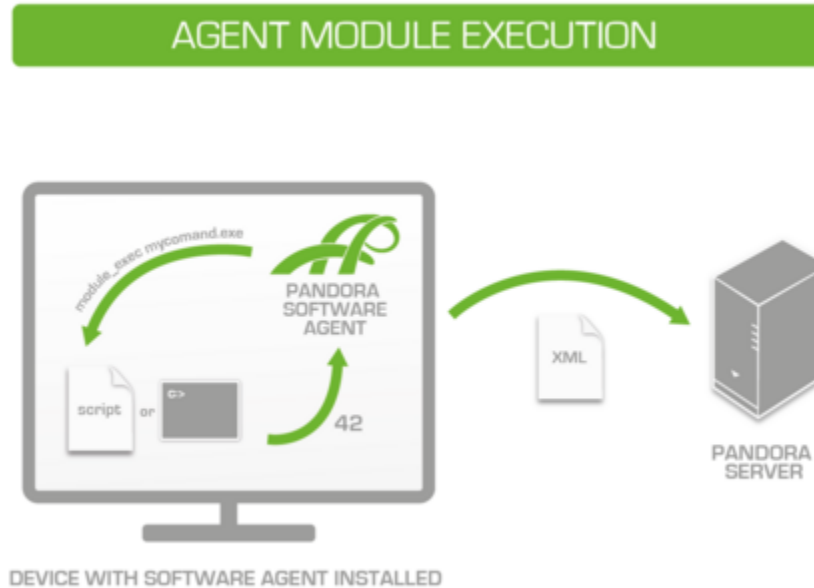 AGENT MODULE EXECUTION
module_exec mycomand.exe
PANDORA
SOFTWARE
AGENT
script or C:>
42
XML
PANDORA
SERVER
DEVICE WITH SOFTWARE AGENT INSTALLED